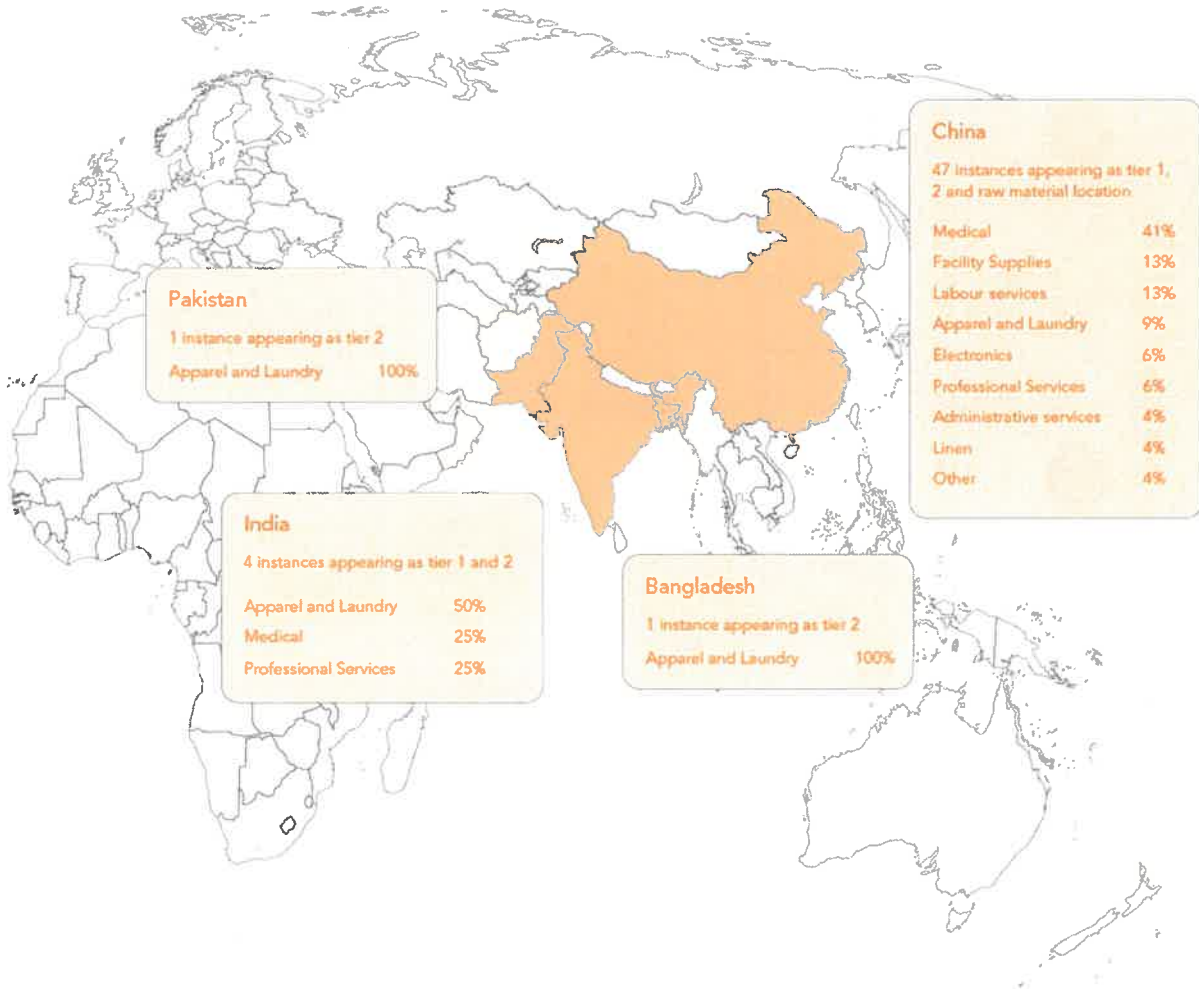 China
47 instances appearing as tier 1,
2 and raw material location
Medical 41%
Facility Supplies 13%
Labour services 13%
Apparel and Laundry 9%
Electronics 6%
Professional Services 6%
Administrative services 4%
Linen 4%
Other 4%
Pakistan
1 instance appearing as tier 2
Apparel and Laundry 100%
India
4 instances appearing as tier 1 and 2
Apparel and Laundry 50%
Medical 25%
Professional Services 25%
Bangladesh
1 instance appearing as tier 2
Apparel and Laundry 100%